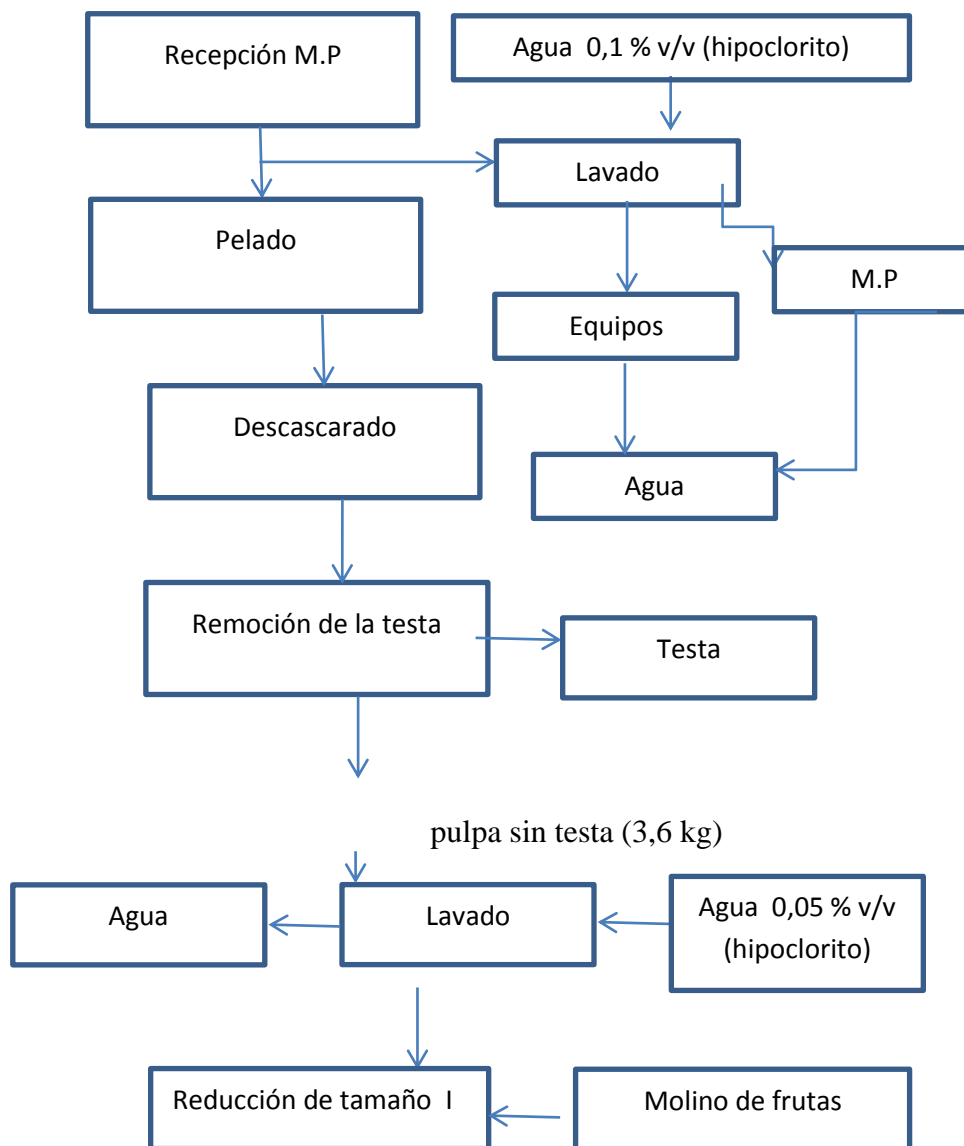 Recepción M.P
Agua 0,1 % v/v (hipoclorito)
Lavado
Pelado
M.P
Equipos
Descascarado
Agua
Remoción de la testa
Testa
pulpa sin testa (3,6 kg)
Agua
Lavado
Agua 0,05 % v/v
(hipoclorito)
Reducción de tamaño I
Molino de frutas